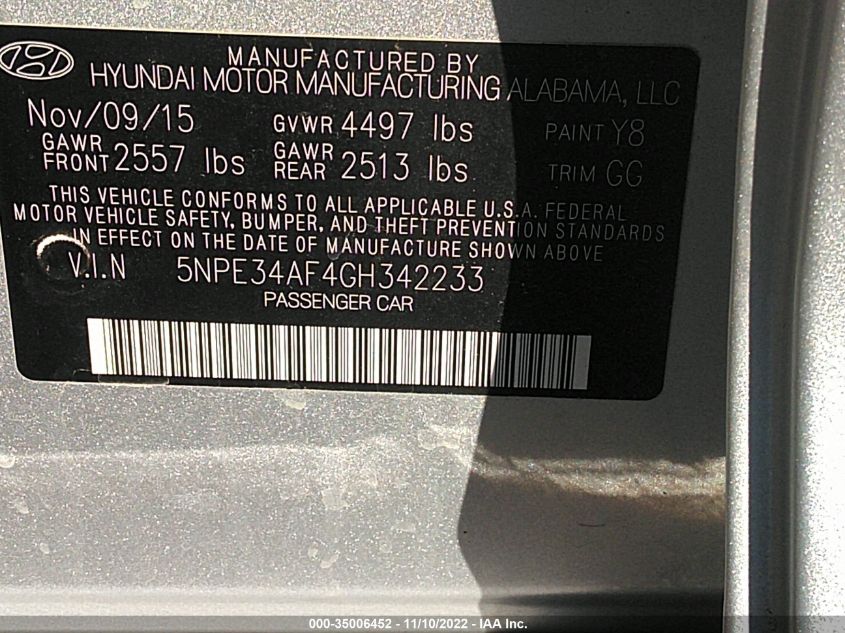 MANUFACTURED BY
HYUNDAI MOTOR MANUFACTURING ALABAMA, LLC
Nov/09/15 GVWR 4497 lbs PAINT Y8
GAWR FRONT 2557 lbs GAWR REAR 2513 lbs TRIM GG
THIS VEHICLE CONFORMS TO ALL APPLICABLE U.S.A. FEDERAL
MOTOR VEHICLE SAFETY, BUMPER, AND THEFT PREVENTION STANDARDS
IN EFFECT ON THE DATE OF MANUFACTURE SHOWN ABOVE
V.I.N 5NPE34AF4GH342233
PASSENGER CAR
000-35006452 - 11/10/2022 - IAA Inc.